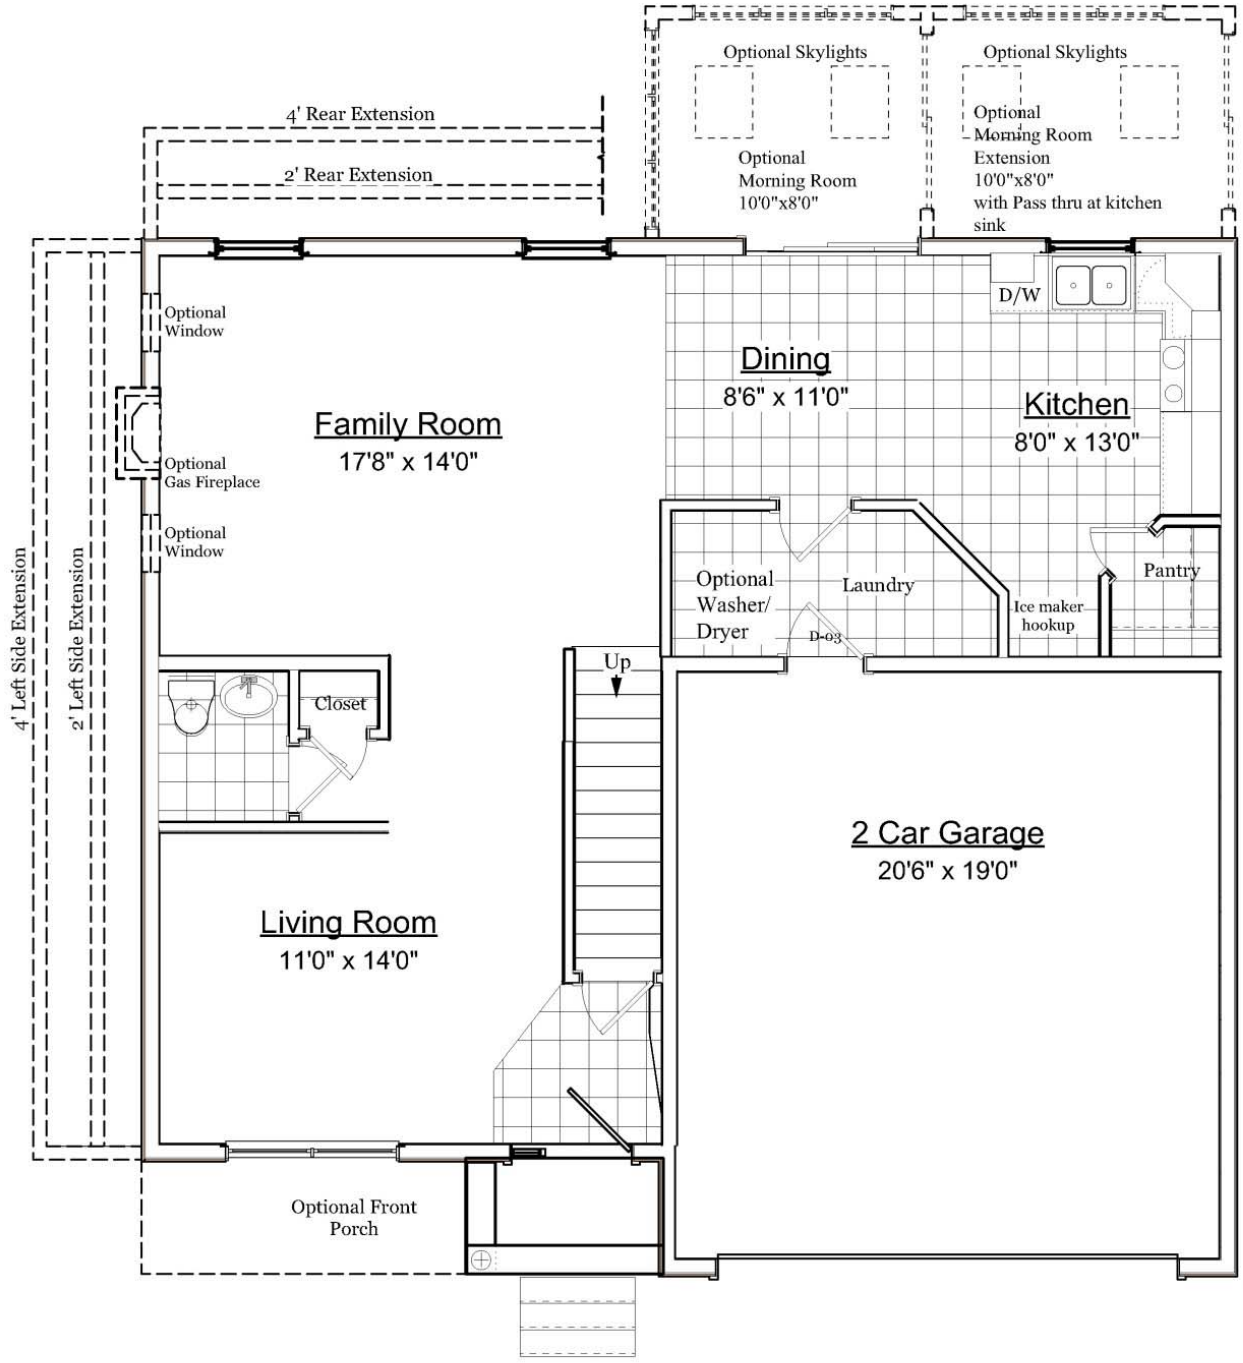 Optional Skylights
Optional Skylights
4' Rear Extension
2' Rear Extension
Optional
Morning Room
10'0"x8'0"
Optional
Morning Room
Extension
10'0"x8'0"
with Pass thru at kitchen
sink
Optional
Window
D/W
Dining
8'6" x 11'0"
Kitchen
8'0" x 13'0"
Family Room
17'8" x 14'0"
Optional
Gas Fireplace
Optional
Window
4' Left Side Extension
2' Left Side Extension
Optional
Washer/
Dryer
Laundry
D-03
Ice maker
hookup
Pantry
Up
Closet
2 Car Garage
20'6" x 19'0"
Living Room
11'0" x 14'0"
Optional Front
Porch